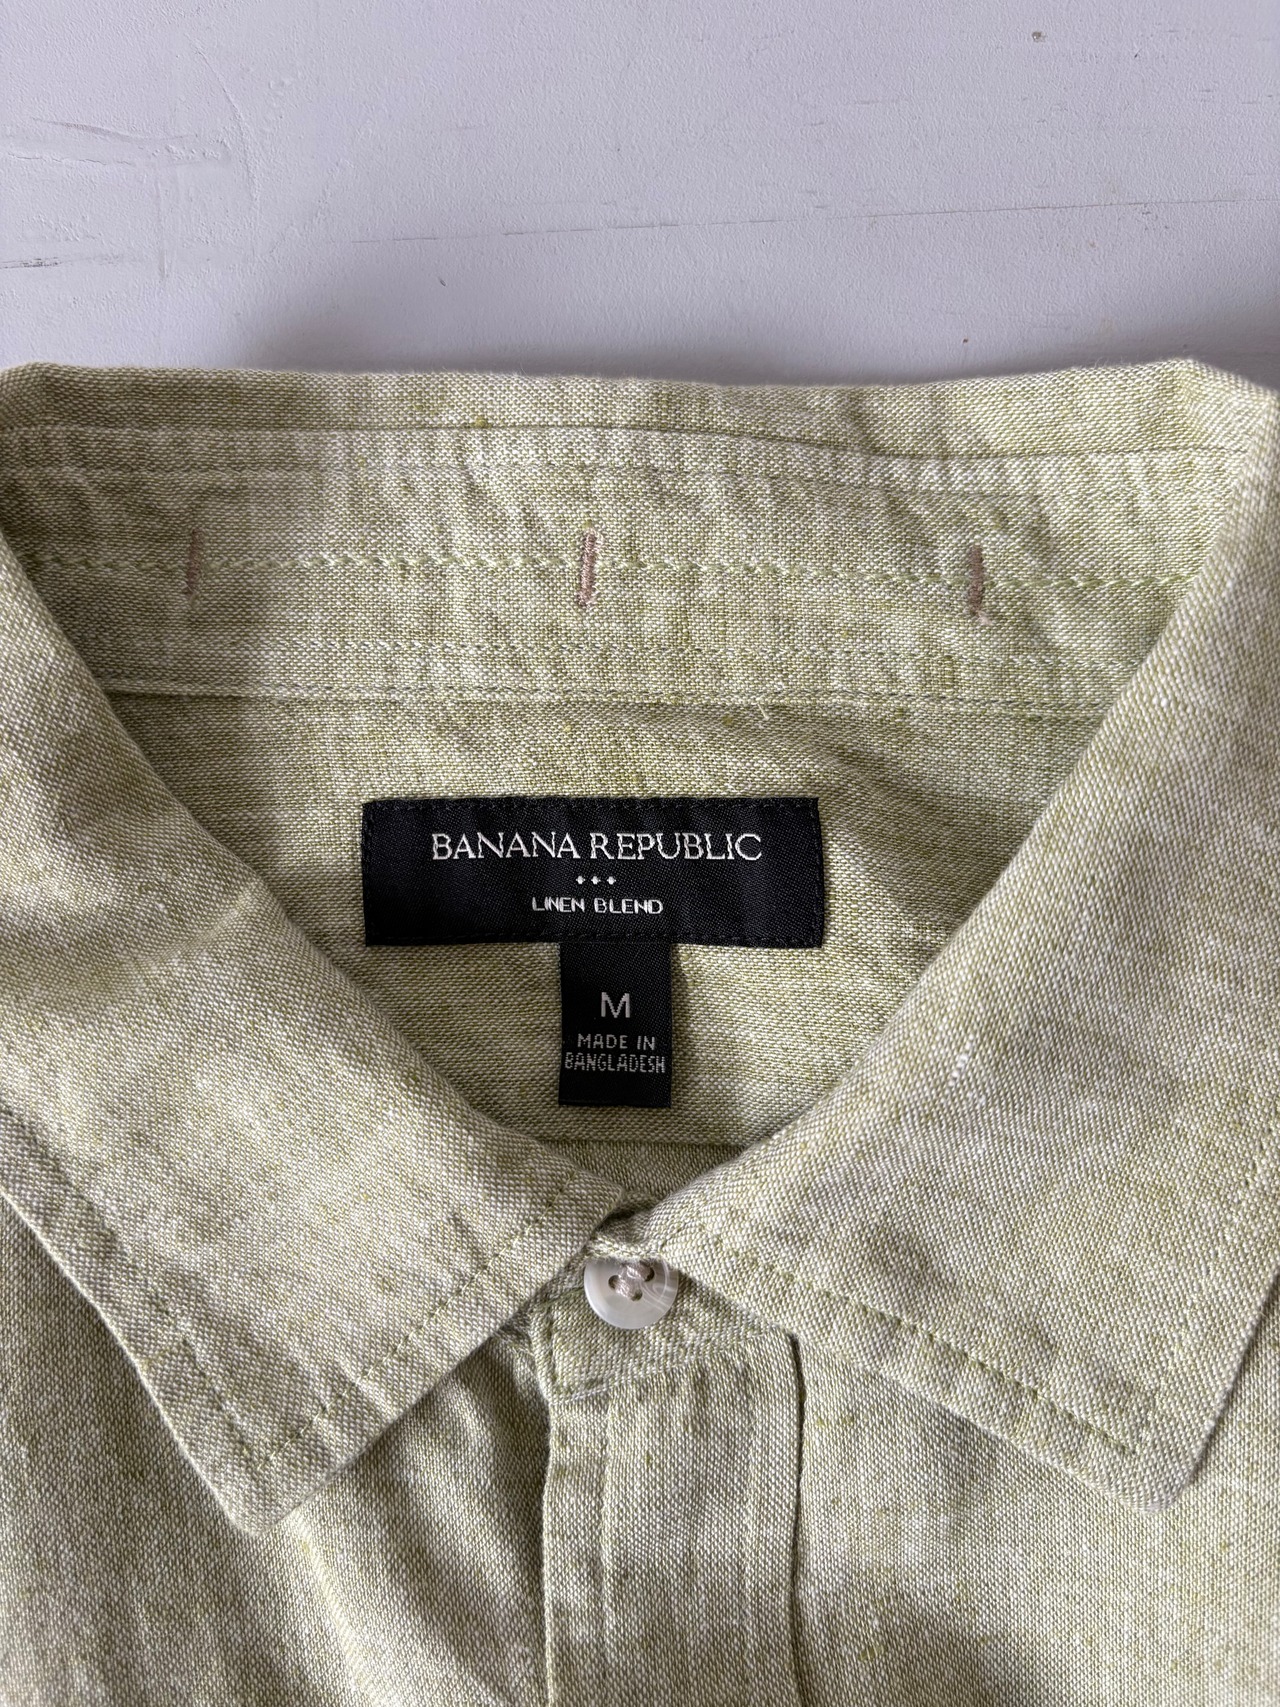 BANANA REPUBLIC
LINEN BLEND
M
MADE IN
BANGLADESH